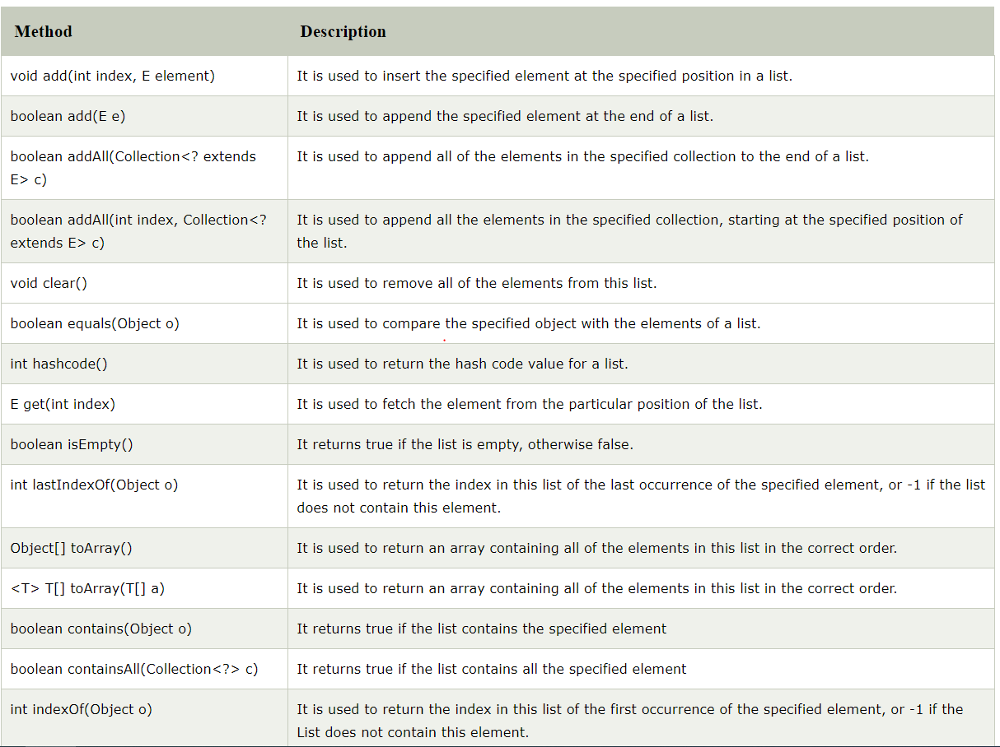 Method Description
void add(int index, E element) It is used to insert the specified element at the specified position in a list.
boolean add(E e) It is used to append the specified element at the end of a list.
boolean addAll(Collection<? extends It is used to append all of the elements in the specified collection to the end of a list.
E> c)
boolean addAll(int index, Collection<? It is used to append all the elements in the specified collection, starting at the specified position of
extends E> c) the list.
void clear() It is used to remove all of the elements from this list.
boolean equals(Object o) It is used to compare the specified object with the elements of a list.
int hashcode() It is used to return the hash code value for a list.
E get(int index) It is used to fetch the element from the particular position of the list.
boolean isEmpty() It returns true if the list is empty, otherwise false.
int lastIndexOf(Object o) It is used to return the index in this list of the last occurrence of the specified element, or -1 if the list
does not contain this element.
Object[] toArray() It is used to return an array containing all of the elements in this list in the correct order.
<T> T[] toArray(T[] a) It is used to return an array containing all of the elements in this list in the correct order.
boolean contains(Object o) It returns true if the list contains the specified element
boolean containsAll(Collection<?> c) It returns true if the list contains all the specified element
int indexOf(Object o) It is used to return the index in this list of the first occurrence of the specified element, or -1 if the
List does not contain this element.